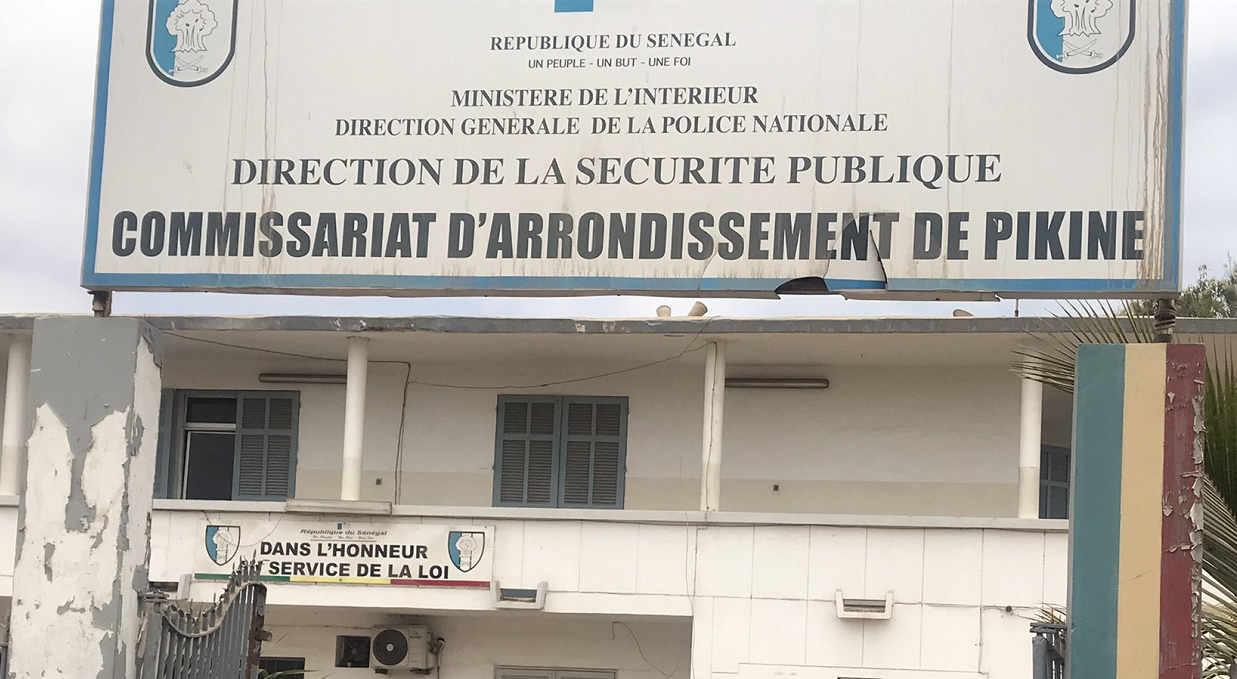 REPUBLIQUE DU SENEGAL
UN PEUPLE - UN BUT - UNE FOI
MINISTERE DE L'INTERIEUR
DIRECTION GENERALE DE LA POLICE NATIONALE
DIRECTION DE LA SECURITE PUBLIQUE
COMMISSARIAT D'ARRONDISSEMENT DE PIKINE
République du Sénégal
DANS L'HONNEUR
SERVICE DE LA LOI